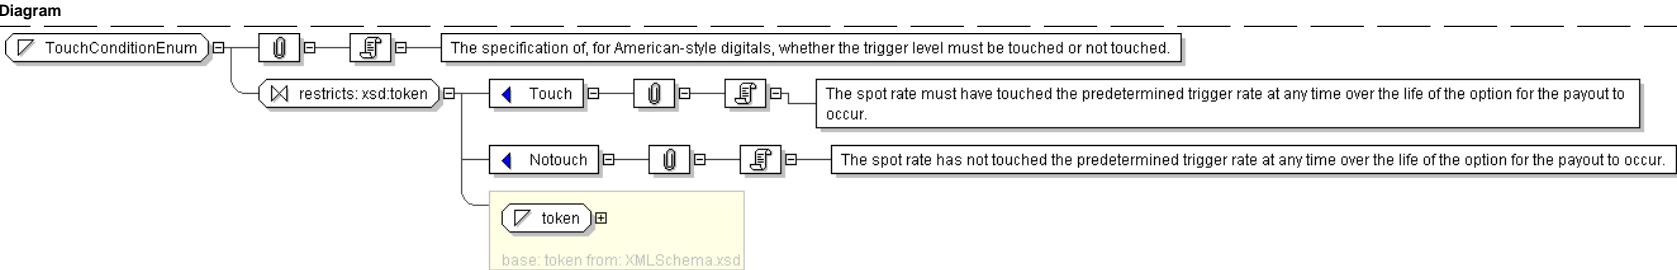 Diagram
TouchConditionEnum
The specification of, for American-style digitals, whether the trigger level must be touched or not touched.
restricts: xsd:token
Touch
The spot rate must have touched the predetermined trigger rate at any time over the life of the option for the payout to
occur.
Notouch
The spot rate has not touched the predetermined trigger rate at any time over the life of the option for the payout to occur.
token
base: token from: XMLSchema.xsd